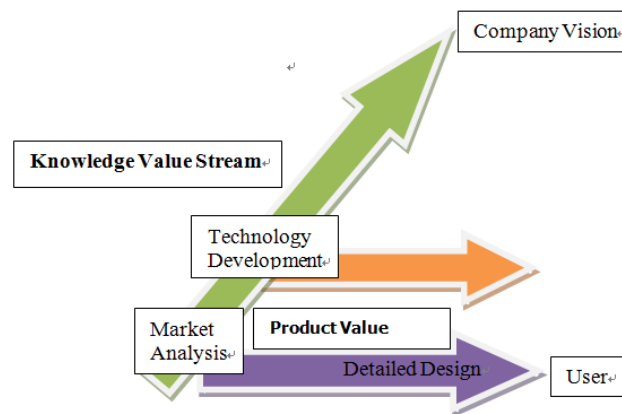 Company Vision
Knowledge Value Stream
Technology
Development
Market
Analysis
Product Value
Detailed Design
User